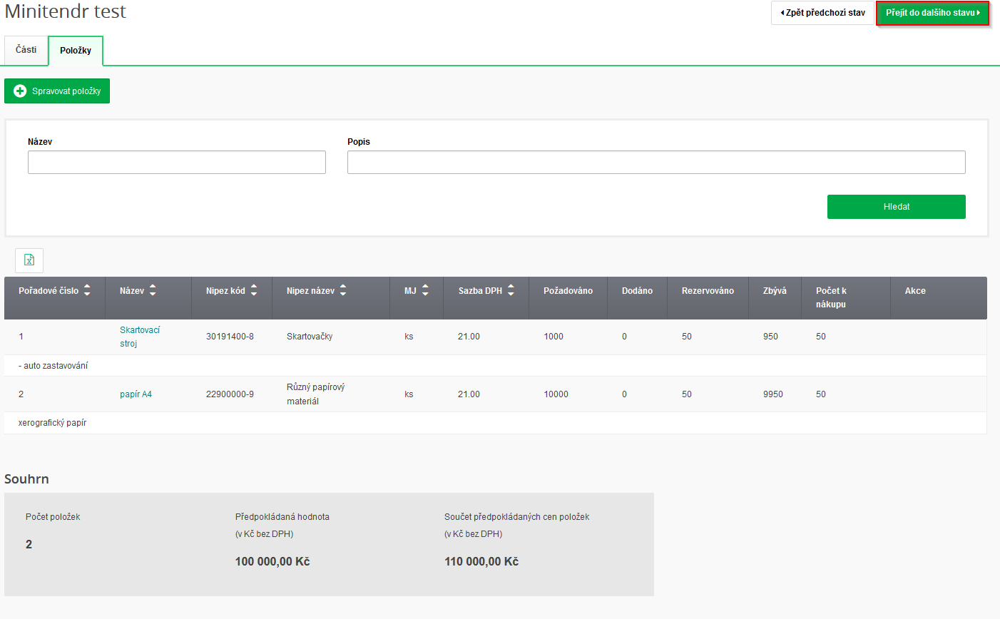 Minitendr test
Zpět předchozí stav
Přejít do dalšího stavu
Části
Položky
Spravovat položky
Název
Popis
Hledat
Pořadové číslo
Název
Nipez kód
Nipez název
MJ
Sazba DPH
Požadováno
Dodáno
Rezervováno
Zbývá
Počet k
nákupu
Akce
1
Skartovací
stroj
30191400-8
Skartovačky
ks
21.00
1000
0
50
950
50
- auto zastavování
2
papír A4
22900000-9
Různý papírový
materiál
ks
21.00
10000
0
50
9950
50
xerografický papír
Souhrn
Počet položek
2
Předpokládaná hodnota
(v Kč bez DPH)
100 000,00 Kč
Součet předpokládaných cen položek
(v Kč bez DPH)
110 000,00 Kč